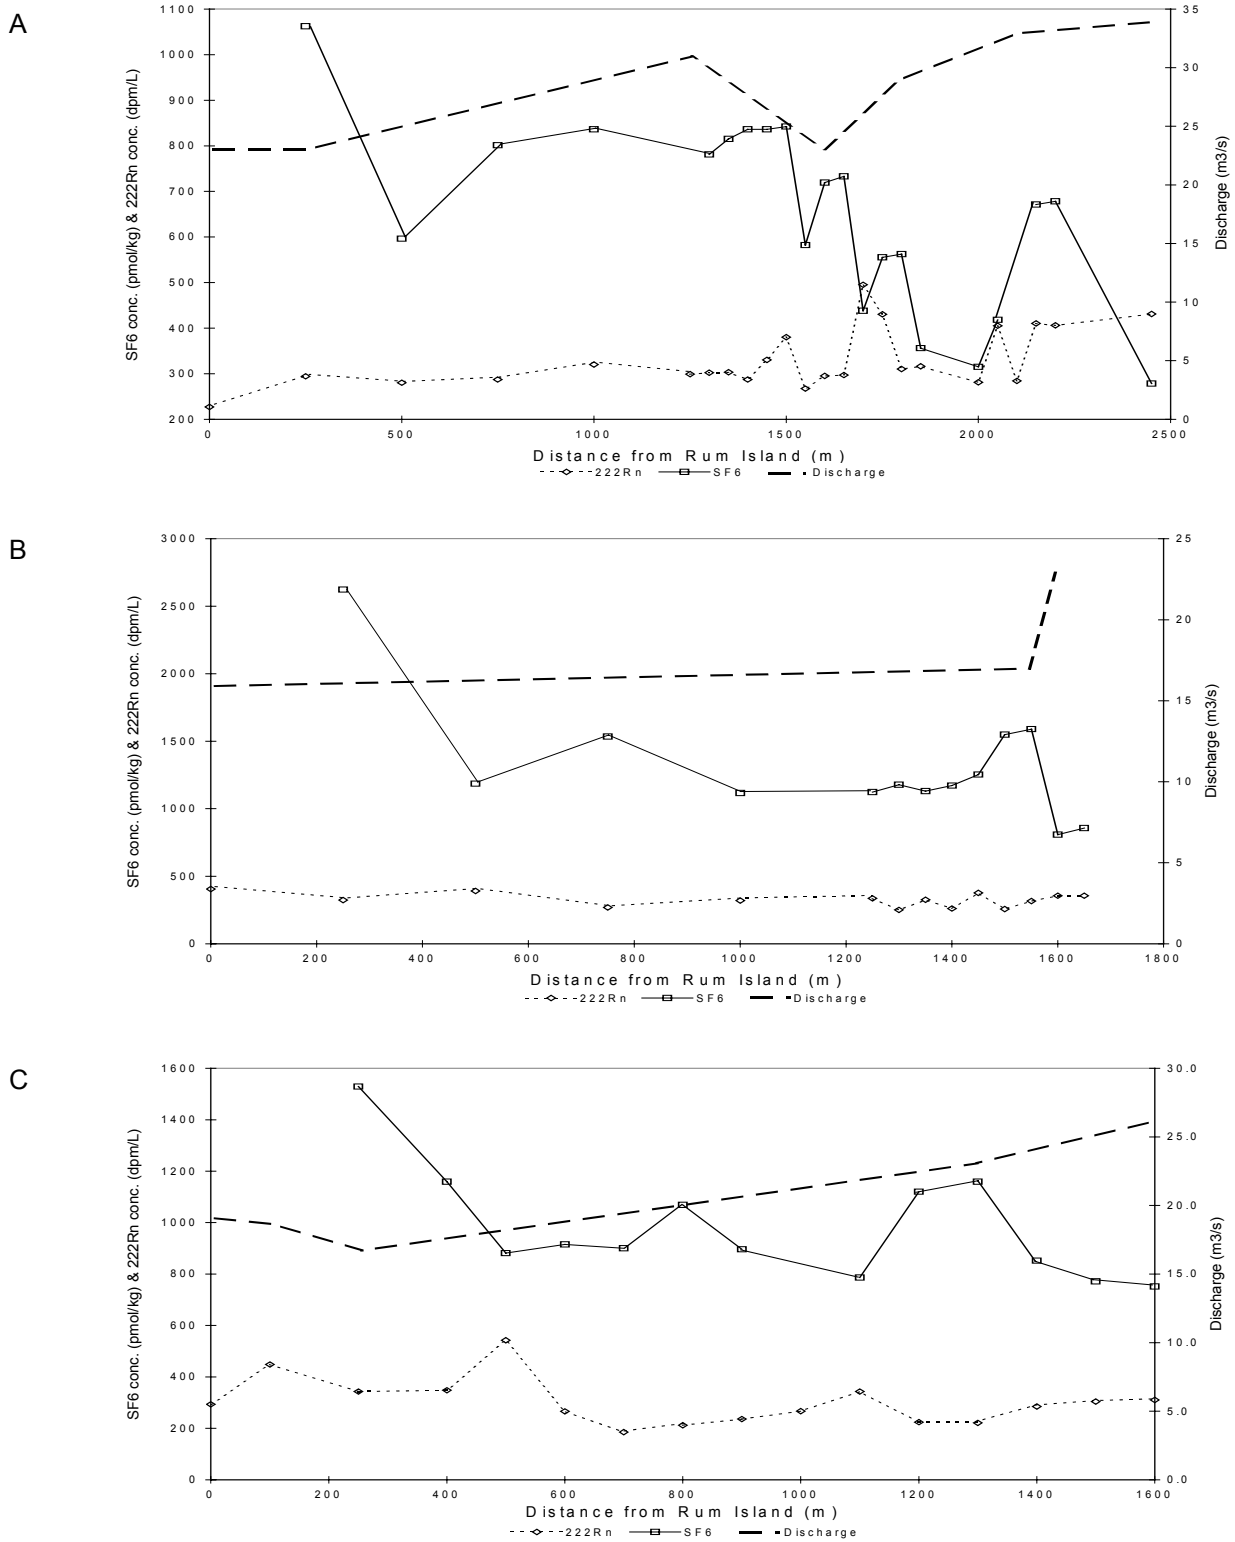 A
SF6 conc. (pmol/kg) & 222Rn conc. (dpm/L)
1100
1000
900
800
700
600
500
400
300
200
35
30
25
20
15
10
5
0
Discharge (m3/s)
0 500 1000 1500 2000 2500
Distance from Rum Island (m)
222Rn SF6 Discharge
B
SF6 conc. (pmol/kg) & 222Rn conc. (dpm/L)
3000
2500
2000
1500
1000
500
0
25
20
15
10
5
0
Discharge (m3/s)
0 200 400 600 800 1000 1200 1400 1600 1800
Distance from Rum Island (m)
222Rn SF6 Discharge
C
SF6 conc. (pmol/kg) & 222Rn conc. (dpm/L)
1600
1400
1200
1000
800
600
400
200
0
30.0
25.0
20.0
15.0
10.0
5.0
0.0
Discharge (m3/s)
0 200 400 600 800 1000 1200 1400 1600
Distance from Rum Island (m)
222Rn SF6 Discharge